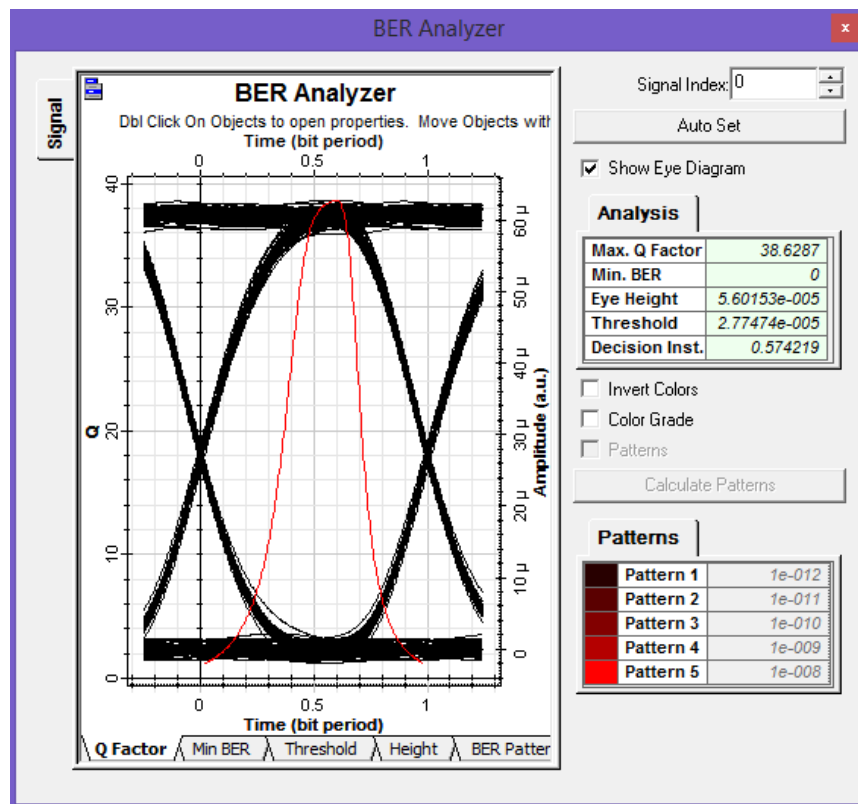 BER Analyzer
x
Signal
BER Analyzer
Dbl Click On Objects to open properties. Move Objects with
Time (bit period)
0 0.5 1
40
30
20
10
0
Q
60 µ
50 µ
40 µ
30 µ
20 µ
10 µ
0
Amplitude (a.u.)
0 0.5 1
Time (bit period)
Q Factor Min BER Threshold Height BER Patter
Signal Index: 0
Auto Set
Show Eye Diagram
Analysis
Max. Q Factor 38.6287
Min. BER 0
Eye Height 5.60153e-005
Threshold 2.77474e-005
Decision Inst. 0.574219
Invert Colors
Color Grade
Patterns
Calculate Patterns
Patterns
Pattern 1 1e-012
Pattern 2 1e-011
Pattern 3 1e-010
Pattern 4 1e-009
Pattern 5 1e-008